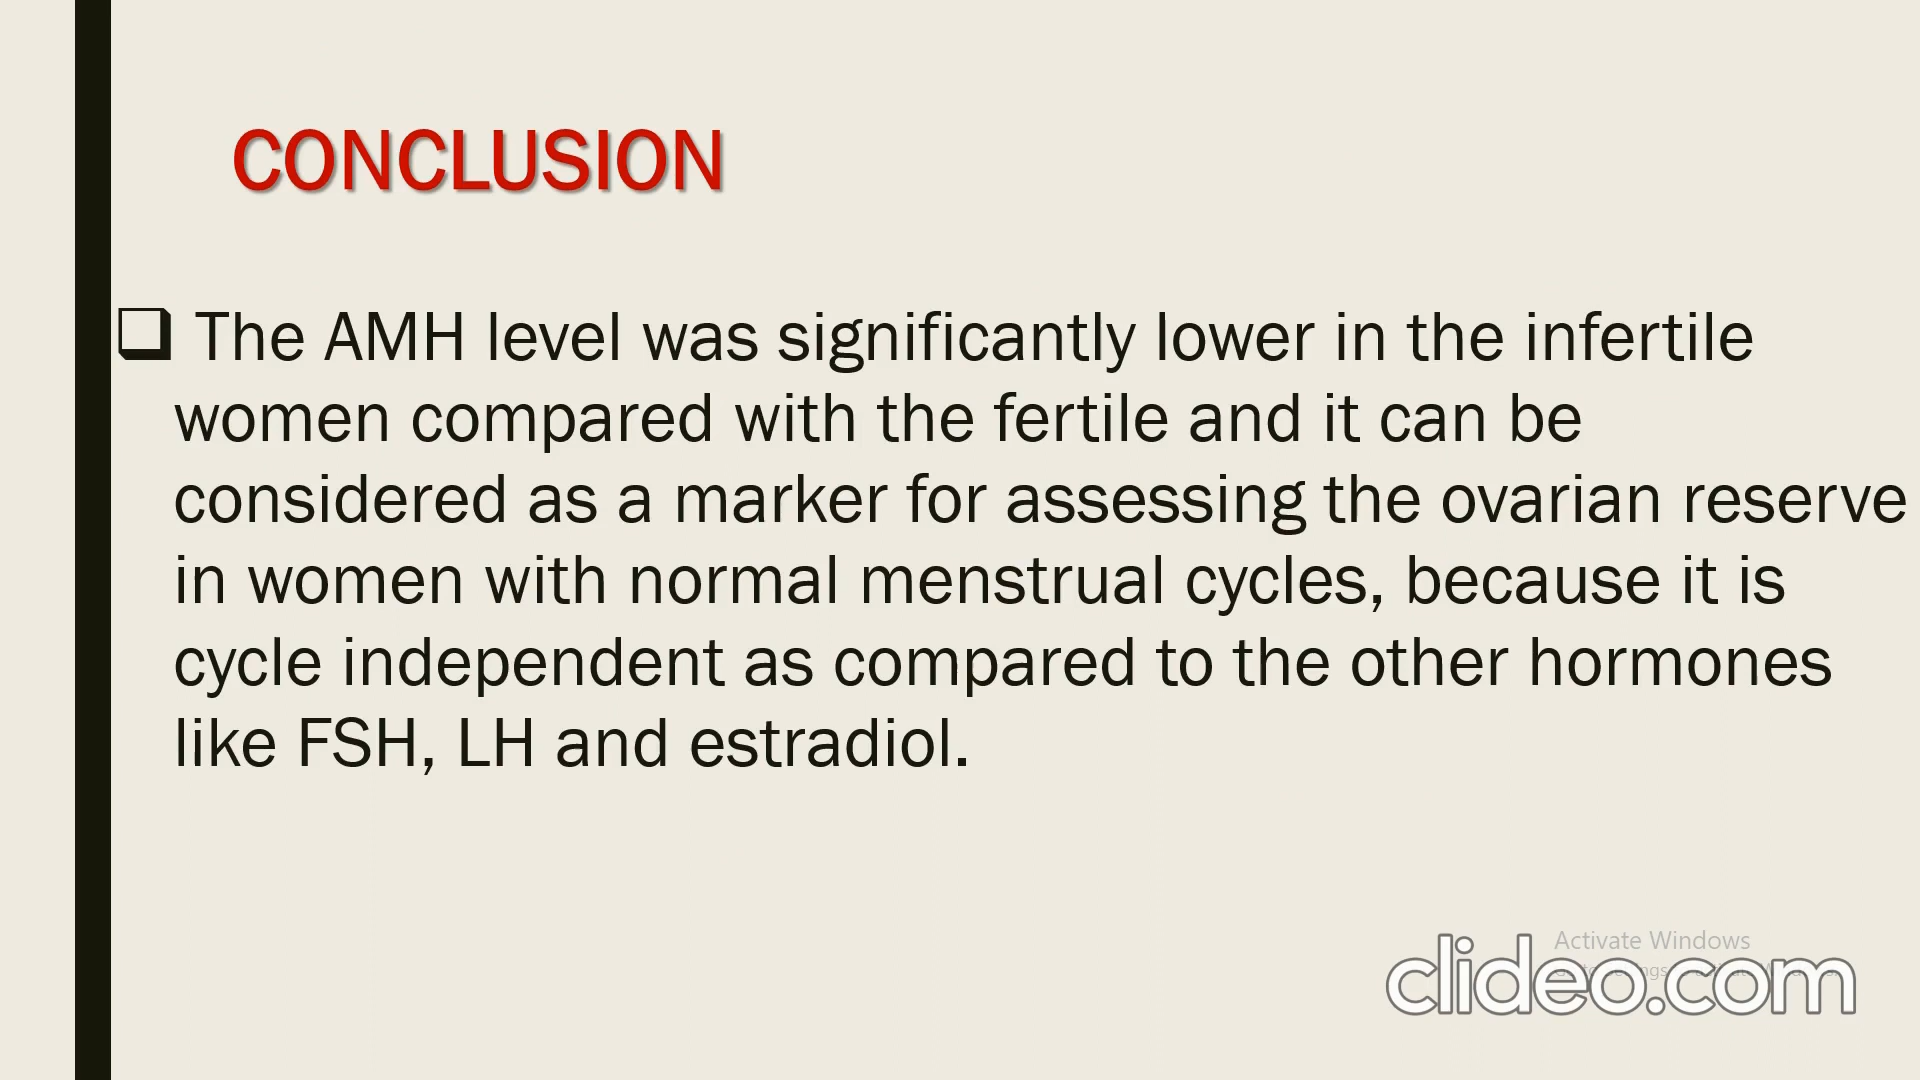 CONCLUSION
The AMH level was significantly lower in the infertile
women compared with the fertile and it can be
considered as a marker for assessing the ovarian reserve
in women with normal menstrual cycles, because it is
cycle independent as compared to the other hormones
like FSH, LH and estradiol.
Activate Windows
clideo.com